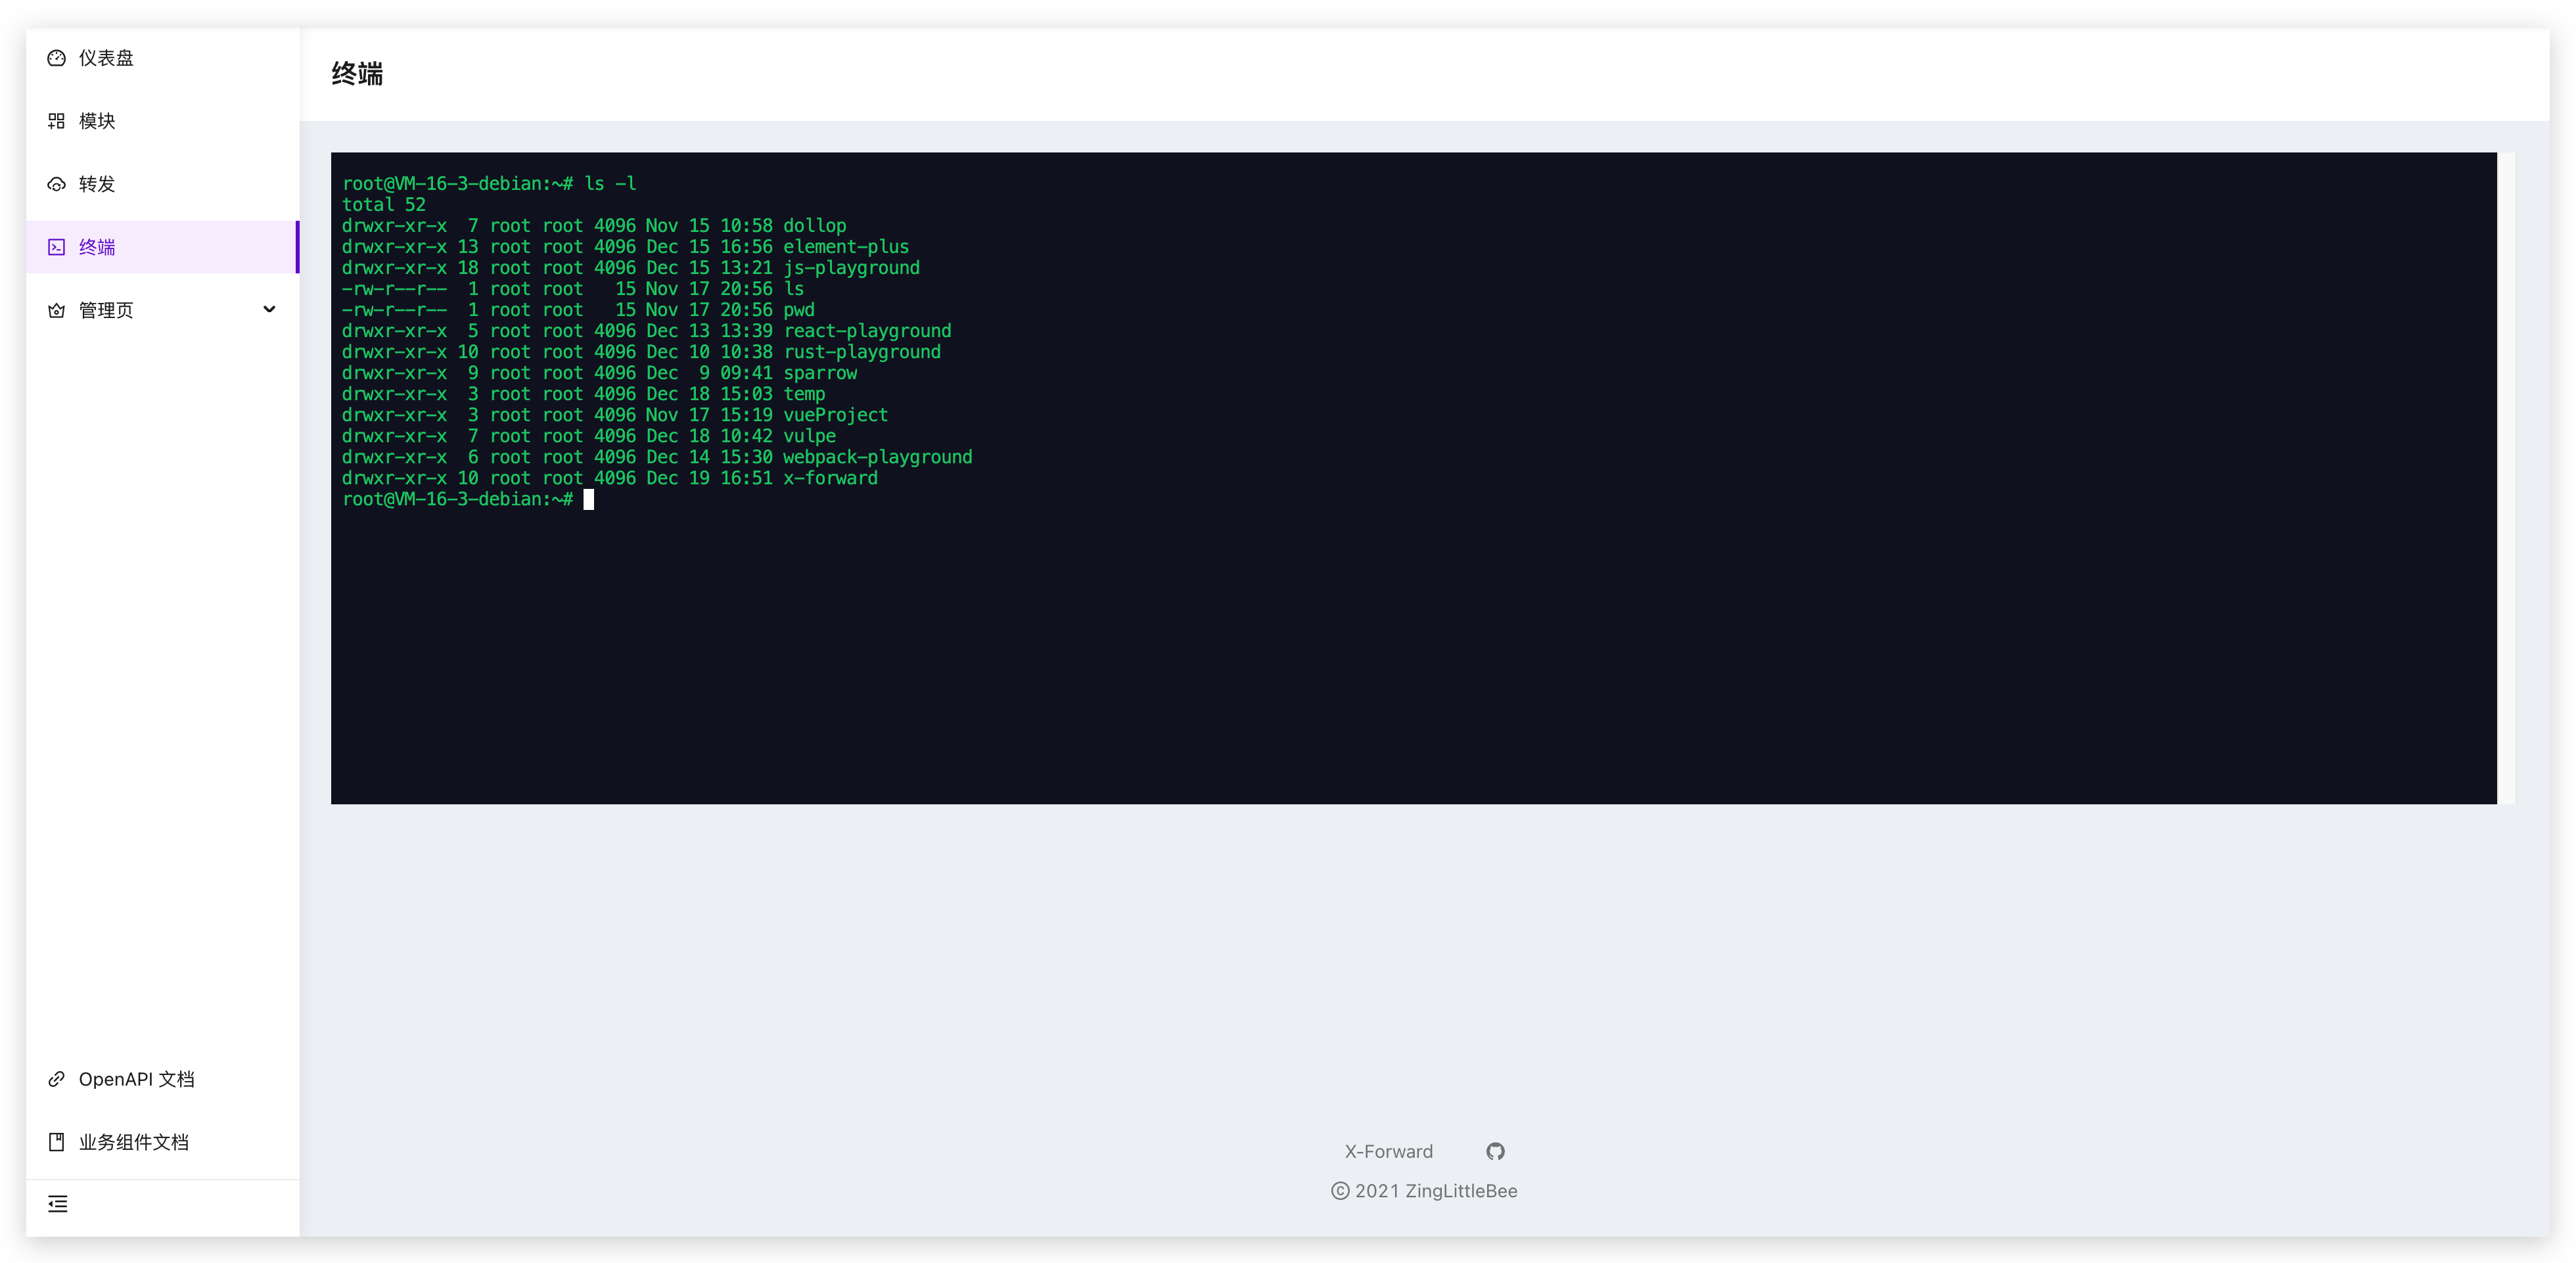 仪表盘
模块
转发
终端
管理页
OpenAPI 文档
业务组件文档
终端
root@VM-16-3-debian:~# ls -l
total 52
drwxr-xr-x  7 root root 4096 Nov 15 10:58 dollop
drwxr-xr-x 13 root root 4096 Dec 15 16:56 element-plus
drwxr-xr-x 18 root root 4096 Dec 15 13:21 js-playground
-rw-r--r--  1 root root   15 Nov 17 20:56 ls
-rw-r--r--  1 root root   15 Nov 17 20:56 pwd
drwxr-xr-x  5 root root 4096 Dec 13 13:39 react-playground
drwxr-xr-x 10 root root 4096 Dec 10 10:38 rust-playground
drwxr-xr-x  9 root root 4096 Dec  9 09:41 sparrow
drwxr-xr-x  3 root root 4096 Dec 18 15:03 temp
drwxr-xr-x  3 root root 4096 Nov 17 15:19 vueProject
drwxr-xr-x  7 root root 4096 Dec 18 10:42 vulpe
drwxr-xr-x  6 root root 4096 Dec 14 15:30 webpack-playground
drwxr-xr-x 10 root root 4096 Dec 19 16:51 x-forward
root@VM-16-3-debian:~#
X-Forward
© 2021 ZingLittleBee